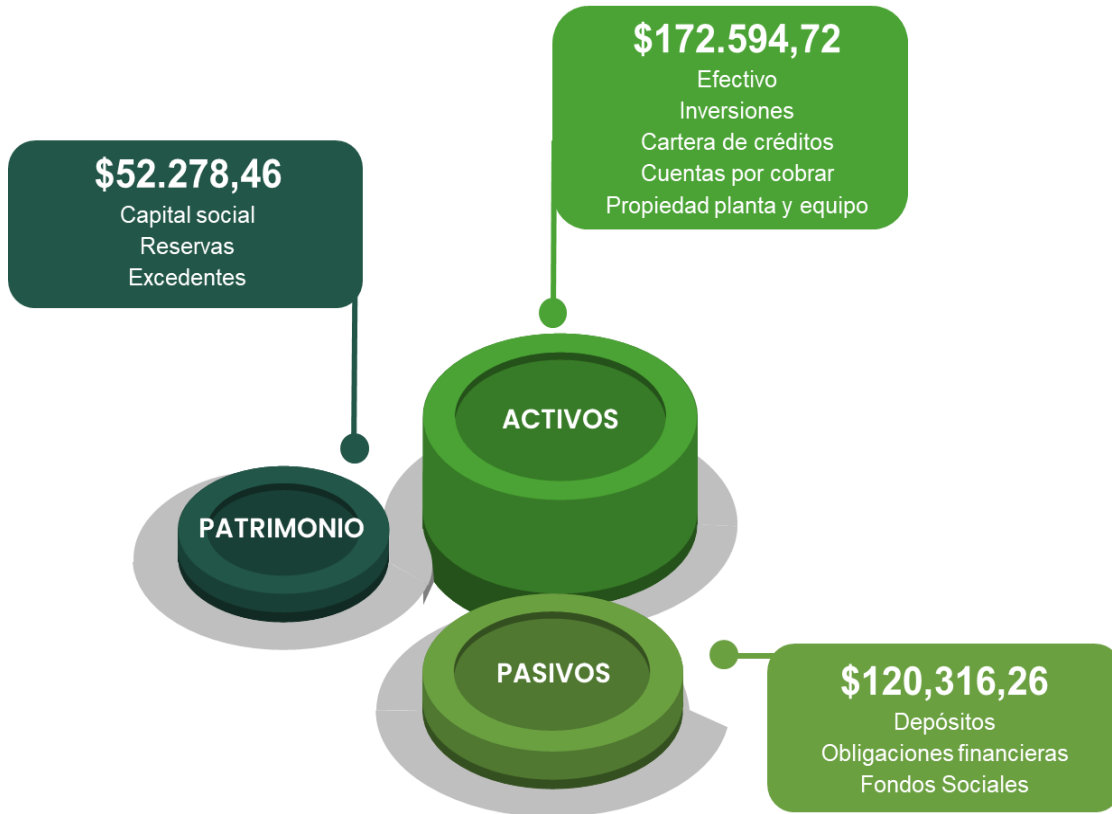 $172.594,72
Efectivo
Inversiones
Cartera de créditos
Cuentas por cobrar
Propiedad planta y equipo
$52.278,46
Capital social
Reservas
Excedentes
ACTIVOS
PATRIMONIO
PASIVOS
$120,316,26
Depósitos
Obligaciones financieras
Fondos Sociales